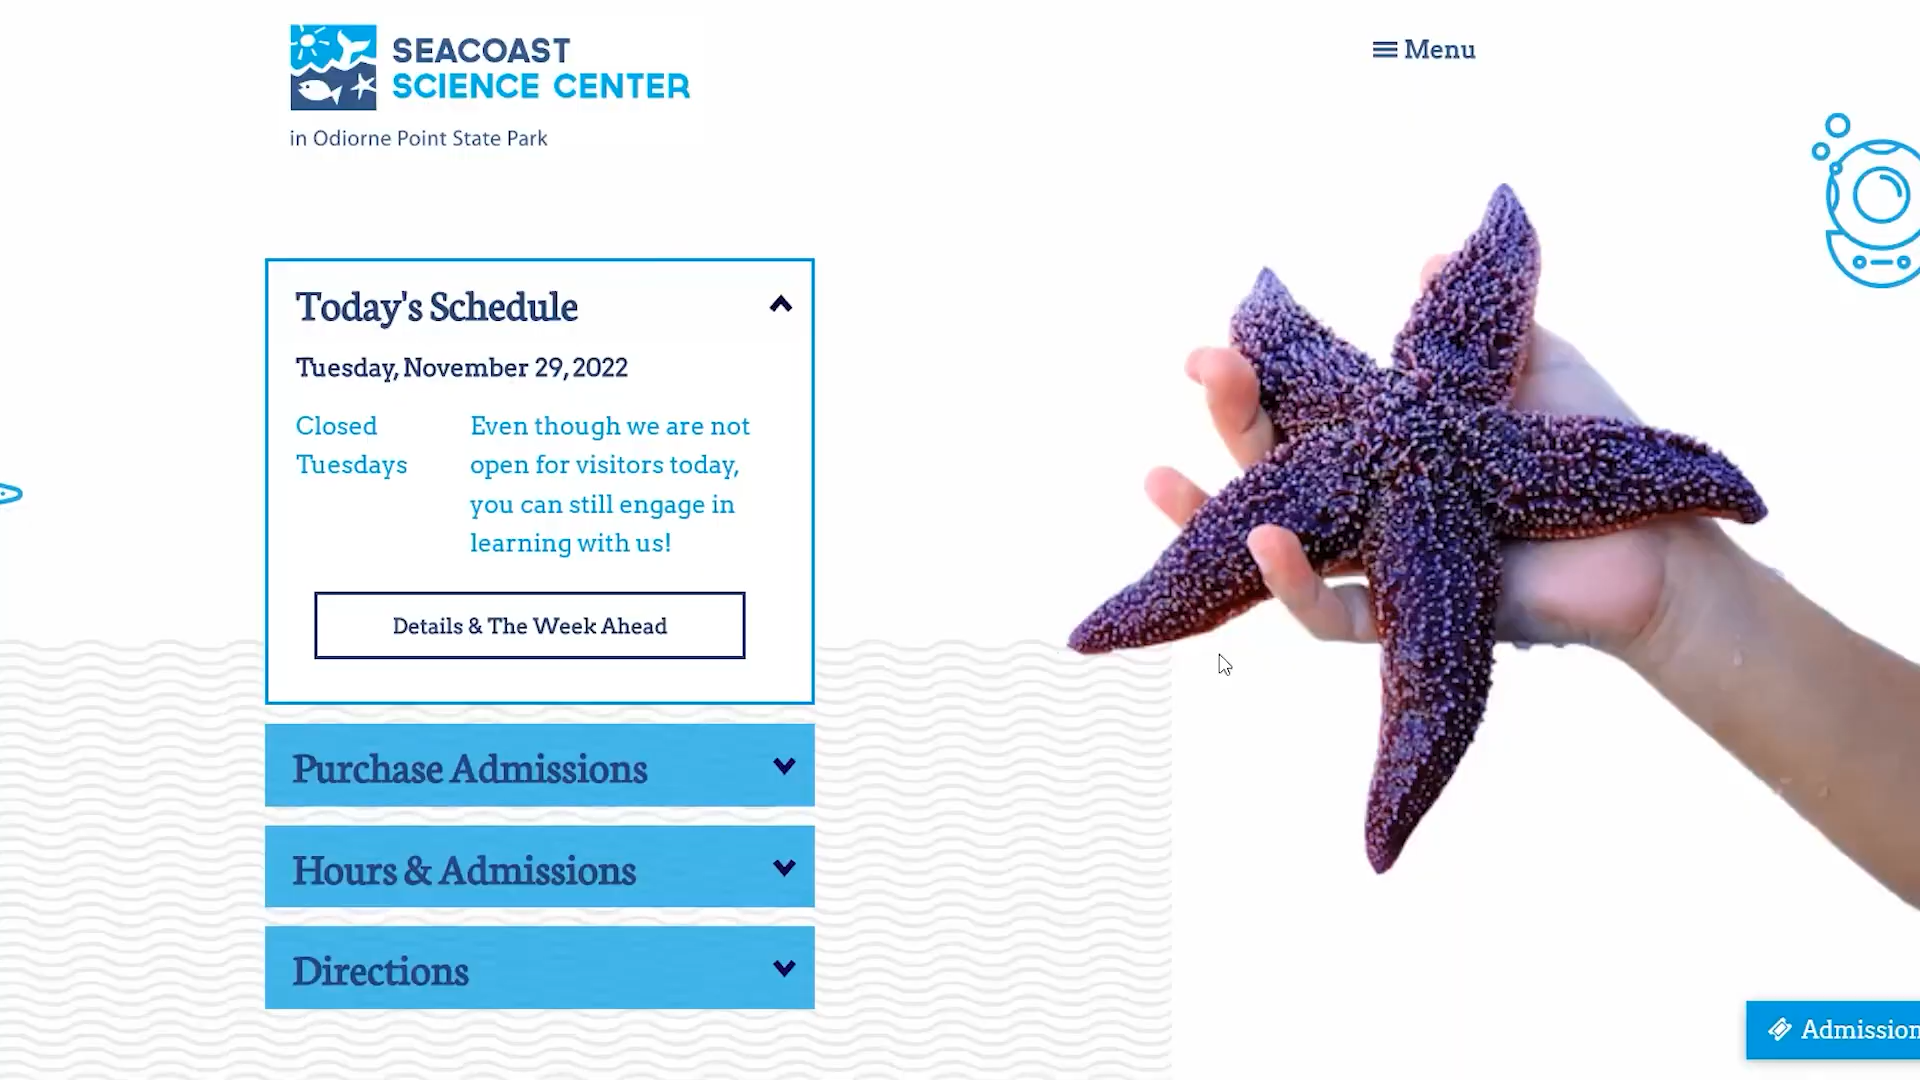 SEACOAST
SCIENCE CENTER
in Odiorne Point State Park
Menu
Today's Schedule
Tuesday, November 29, 2022
Closed
Tuesdays
Even though we are not
open for visitors today,
you can still engage in
learning with us!
Details & The Week Ahead
Purchase Admissions
Hours & Admissions
Directions
Admission